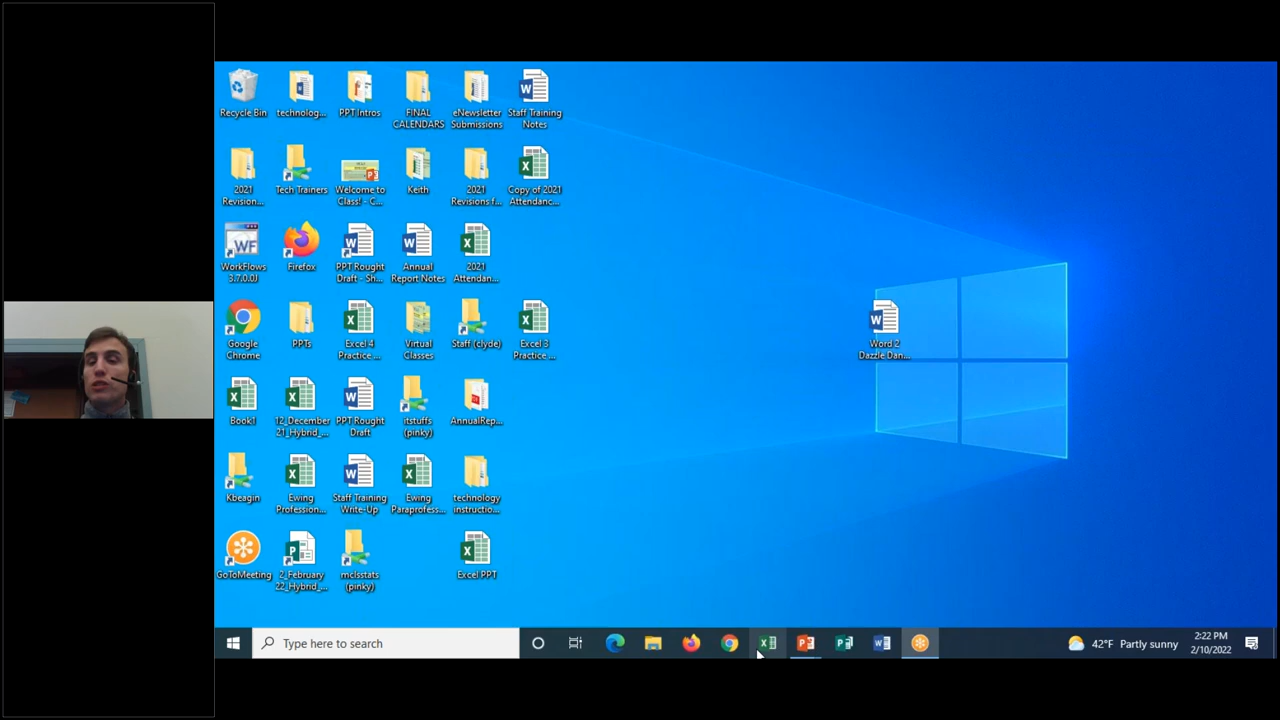 Recycle Bin
technolog...
PPT Intros
FINAL
CALENDARS
eNewsletter
Submissions
Staff Training
Notes
2021
Revision...
Tech Trainers
Welcome to
Class! - C...
Keith
2021
Revisions f...
Copy of 2021
Attendanc...
WorkFlows
3.7.0.0)
Firefox
PPT Rought
Draft - Sh...
Annual
Report Notes
2021
Attendan...
Google
Chrome
PPTs
Excel 4
Practice ...
Virtual
Classes
Staff (clyde)
Excel 3
Practice ...
Word 2
Dazzle Dan...
Book1
12_December
21_Hybrid_...
PPT Rought
Draft
itstuffs
(pinky)
AnnualRep...
Kbeagin
Ewing
Profession...
Staff Training
Write-Up
Ewing
Paraprofess...
technology
instructio...
GoToMeeting
2_February
22_Hybrid_...
mclsstats
(pinky)
Excel PPT
Type here to search
42°F Partly sunny
2:22 PM
2/10/2022